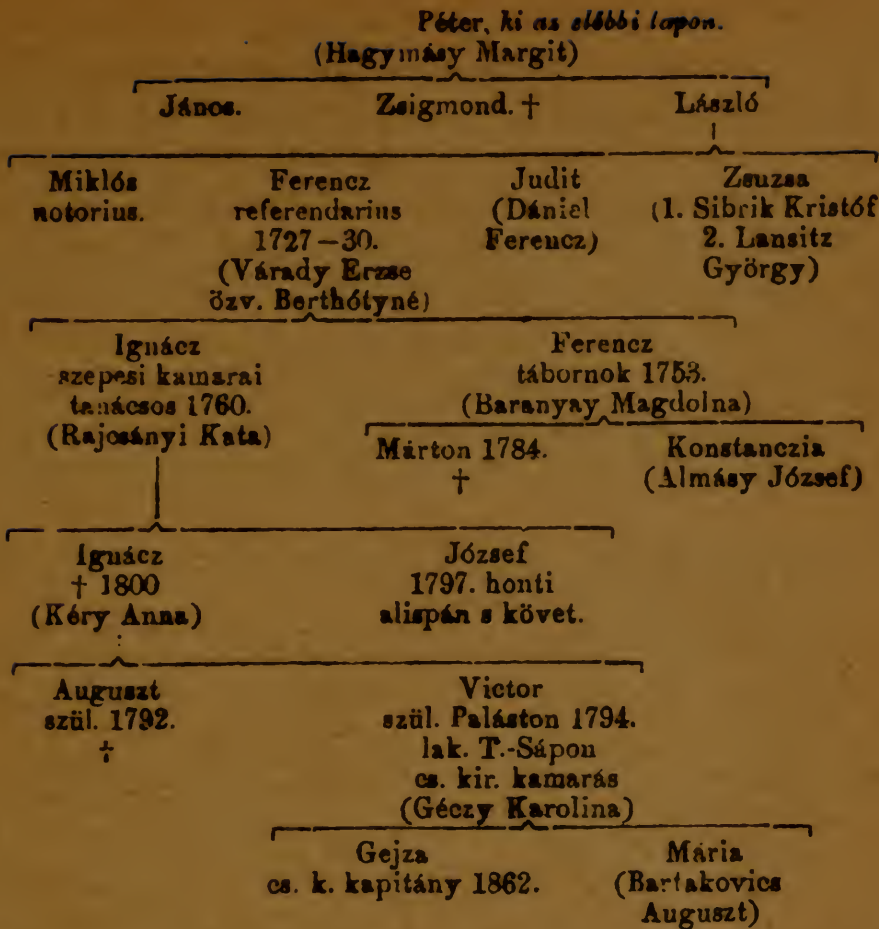 Péter, ki az előbbi lapon.
(Hagymásy Margit)
János. Zsigmond. † László
Miklós Ferencz Judit Zsuzsa
notorius. referendarius (Dániel (1. Sibrik Kristóf
1727–30. Ferencz) 2. Lansitz
(Várady Erzse György)
özv. Berthótyné)
Ignácz Ferencz
szepesi kamarai tábornok 1753.
tanácsos 1760. (Baranyay Magdolna)
(Rajcsányi Kata)
Márton 1784. Konstanczia
† (Almásy József)
Ignácz József
† 1800 1797. honti
(Kéry Anna) alispán s követ.
Auguszt Victor
szül. 1792. szül. Paláston 1794.
† lak. T.-Sápon
cs. kir. kamarás
(Géczy Karolina)
Gejza Mária
cs. k. kapitány 1862. (Bartakovics
Auguszt)